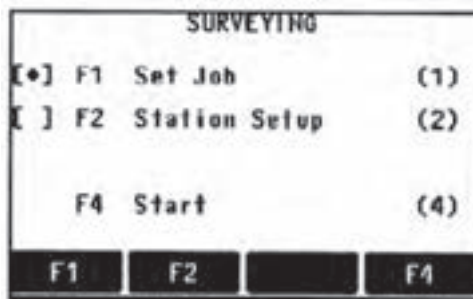 SURVEYING
[•] F1 Set Job (1)
[ ] F2 Station Setup (2)
F4 Start (4)
F1 F2 F4